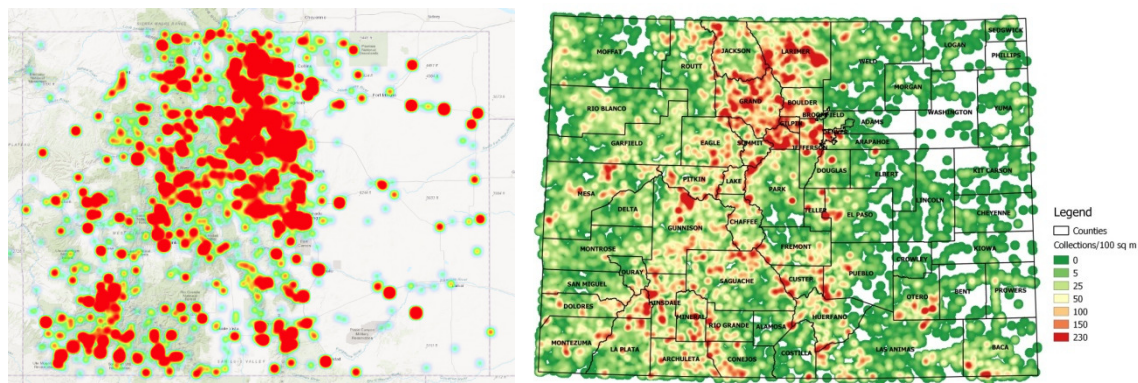 SEDGWICK
LOGAN
JACKSON
LARIMER
MOFFAT
ROUTT
WELD
PHILLIPS
MORGAN
GRAND
BOULDER
RIO BLANCO
BROOMFIELD
WASHINGTON
YUMA
GILPIN
ADAMS
DENVER
ARAPAHOE
GARFIELD
EAGLE
SUMMIT
JEFFERSON
DOUGLAS
ELBERT
KIT CARSON
PITKIN
LAKE
PARK
MESA
LINCOLN
DELTA
TELLER
EL PASO
CHEYENNE
CHAFFEE
GUNNISON
Legend
Counties
MONTROSE
FREMONT
KIOWA
Collections/100 sq m
CROWLEY
0
OURAY
PUEBLO
5
SAGUACHE
CUSTER
SAN MIGUEL
BENT
PROWERS
25
OTERO
50
DOLORES
HINSDALE
100
MINERAL
HUERFANO
RIO GRANDE
ALAMOSA
150
230
MONTEZUMA
LA PLATA
ARCHULETA
CONEJOS
COSTILLA
LAS ANIMAS
BACA